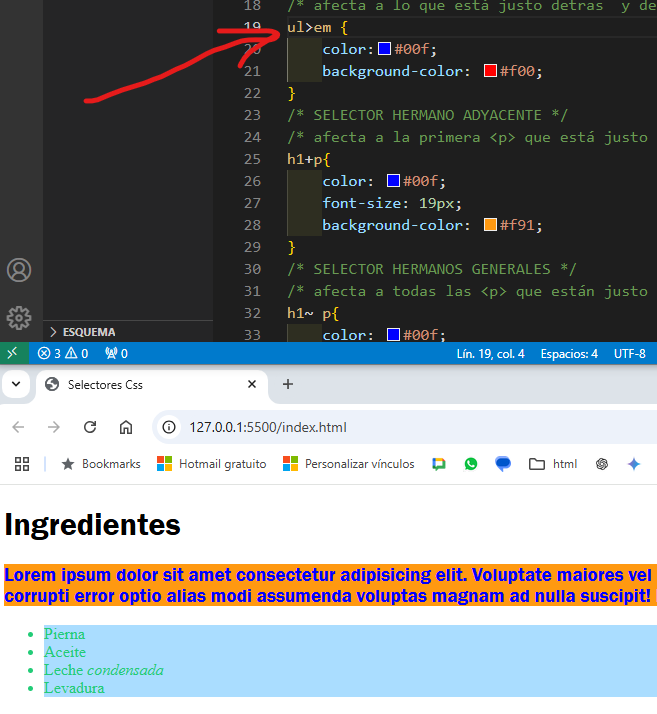 18 /* afecta a lo que está justo detras y de
19 ul>em {
20 color: #00f;
21 background-color: #f00;
22 }
23 /* SELECTOR HERMANO ADYACENTE */
24 /* afecta a la primera <p> que está justo
25 h1+p{
26 color: #00f;
27 font-size: 19px;
28 background-color: #f91;
29 }
30 /* SELECTOR HERMANOS GENERALES */
31 /* afecta a todas las <p> que están justo
32 h1~ p{
33 color: #00f;
ESQUEMA
3 0 0 Lín. 19, col. 4 Espacios: 4 UTF-8
Selectores Css
127.0.0.1:5500/index.html
Bookmarks Hotmail gratuito Personalizar vínculos html
Ingredientes
Lorem ipsum dolor sit amet consectetur adipisicing elit. Voluptate maiores vel
corrupti error optio alias modi assumenda voluptas magnam ad nulla suscipit!
Pierna
Aceite
Leche condensada
Levadura